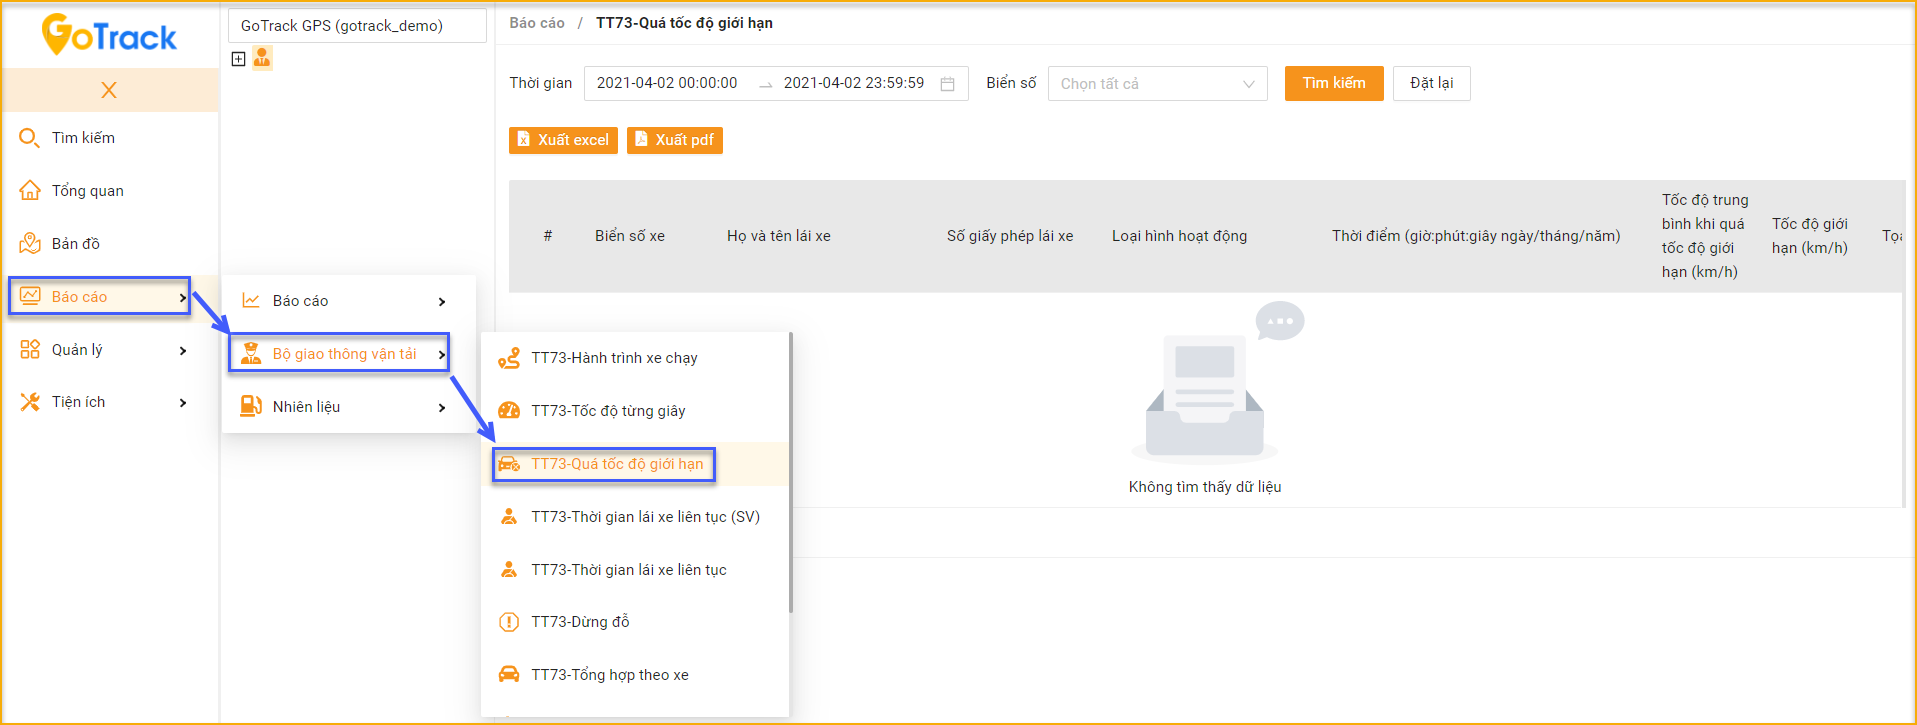 GoTrack
X
Tìm kiếm
Tổng quan
Bản đồ
Báo cáo
Quản lý
Tiện ích
GoTrack GPS (gotrack_demo)
Báo cáo
Bộ giao thông vận tải
Nhiên liệu
TT73-Hành trình xe chạy
TT73-Tốc độ từng giây
TT73-Quá tốc độ giới hạn
TT73-Thời gian lái xe liên tục (SV)
TT73-Thời gian lái xe liên tục
TT73-Dừng đỗ
TT73-Tổng hợp theo xe
Báo cáo / TT73-Quá tốc độ giới hạn
Thời gian 2021-04-02 00:00:00 → 2021-04-02 23:59:59 Biển số Chọn tất cả Tìm kiếm Đặt lại
Xuất excel Xuất pdf
# Biển số xe Họ và tên lái xe Số giấy phép lái xe Loại hình hoạt động Thời điểm (giờ:phút:giây ngày/tháng/năm)
Tốc độ trung
bình khi quá
tốc độ giới
hạn (km/h)
Tốc độ giới
hạn (km/h)
Không tìm thấy dữ liệu